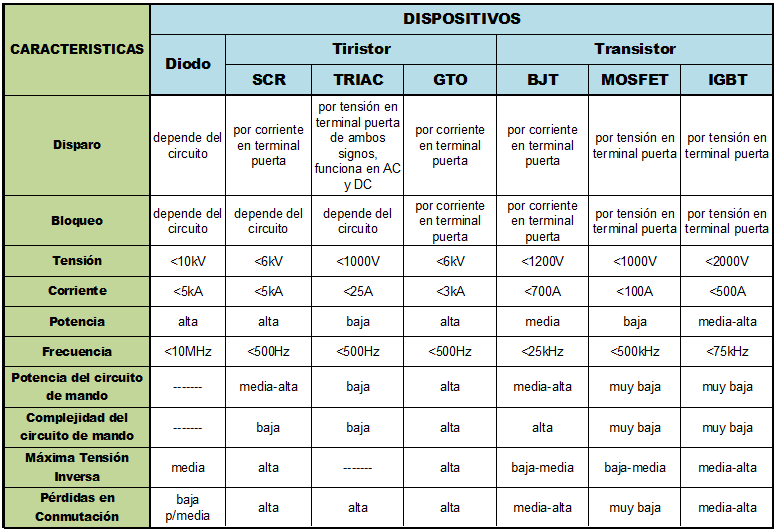 CARACTERISTICAS
DISPOSITIVOS
Diodo
Tiristor
Transistor
SCR
TRIAC
GTO
BJT
MOSFET
IGBT
Disparo
depende del
circuito
por corriente
en terminal
puerta
por tensión en
terminal puerta
de ambos
signos,
funciona en AC
y DC
por corriente
en terminal
puerta
por corriente
en terminal
puerta
por tensión en
terminal puerta
por tensión en
terminal puerta
Bloqueo
depende del
circuito
depende del
circuito
depende del
circuito
por corriente
en terminal
puerta
por corriente
en terminal
puerta
por tensión en
terminal puerta
por tensión en
terminal puerta
Tensión
<10kV
<6kV
<1000V
<6kV
<1200V
<1000V
<2000V
Corriente
<5kA
<5kA
<25A
<3kA
<700A
<100A
<500A
Potencia
alta
alta
baja
alta
media
baja
media-alta
Frecuencia
<10MHz
<500Hz
<500Hz
<500Hz
<25kHz
<500kHz
<75kHz
Potencia del circuito
de mando
-------
media-alta
baja
alta
media-alta
muy baja
muy baja
Complejidad del
circuito de mando
-------
baja
baja
alta
alta
muy baja
muy baja
Máxima Tensión
Inversa
media
alta
-------
alta
baja-media
baja-media
media-alta
Pérdidas en
Conmutación
baja
p/media
alta
alta
alta
media-alta
muy baja
media-alta